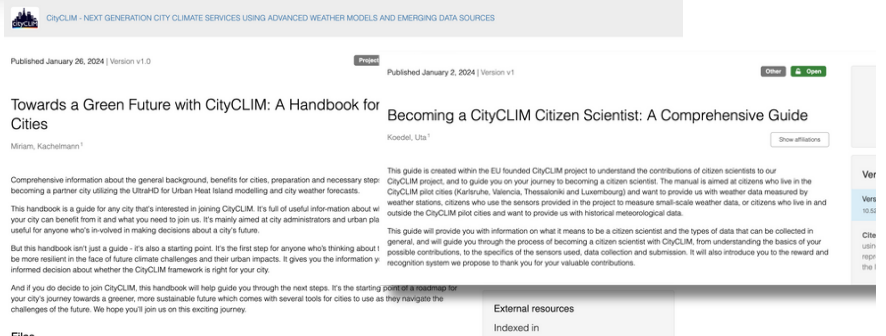 cityCLIM
CityCLIM - NEXT GENERATION CITY CLIMATE SERVICES USING ADVANCED WEATHER MODELS AND EMERGING DATA SOURCES
Published January 26, 2024 | Version v1.0
Project
Towards a Green Future with CityCLIM: A Handbook for
Cities
Miriam, Kachelmann 1
Comprehensive information about the general background, benefits for cities, preparation and necessary step
becoming a partner city utilizing the UltraHD for Urban Heat Island modelling and city weather forecasts.
This handbook is a guide for any city that's interested in joining CityCLIM. It's full of useful information about
your city can benefit from it and what you need to join us. It's mainly aimed at city administrators and urban pla
useful for anyone who's in-volved in making decisions about a city's future.
But this handbook isn't just a guide - it's also a starting point. It's the first step for anyone who's thinking about
be more resilient in the face of future climate challenges and their urban impacts. It gives you the information
informed decision about whether the CityCLIM framework is right for your city.
And if you do decide to join CityCLIM, this handbook will help guide you through the next steps. It's the starting point of a roadmap for
your city's journey towards a greener, more sustainable future which comes with several tools for cities to use as they navigate the
challenges of the future. We hope you'll join us on this exciting journey.
Files
Published January 2, 2024 | Version v1
Other
Open
Becoming a CityCLIM Citizen Scientist: A Comprehensive Guide
Koedel, Uta 1
Show affiliations
This guide is created within the EU founded CityCLIM project to understand the contributions of citizen scientists to our
CityCLIM project, and to guide you on your journey to becoming a citizen scientist. The manual is aimed at citizens who live in the
CityCLIM pilot cities (Karlsruhe, Valencia, Thessaloniki and Luxembourg) and want to provide us with weather data measured by
weather stations, citizens who use the sensors provided in the project to measure small-scale weather data, or citizens who live in and
outside the CityCLIM pilot cities and want to provide us with historical meteorological data.
This guide will provide you with information on what it means to be a citizen scientist and the types of data that can be collected in
general, and will guide you through the process of becoming a citizen scientist with CityCLIM, from understanding the basics of your
possible contributions, to the specifics of the sensors used, data collection and submission. It will also introduce you to the reward and
recognition system we propose to thank you for your valuable contributions.
External resources
Indexed in
Ver
Vers
10.52
Cite
usin
repr
the